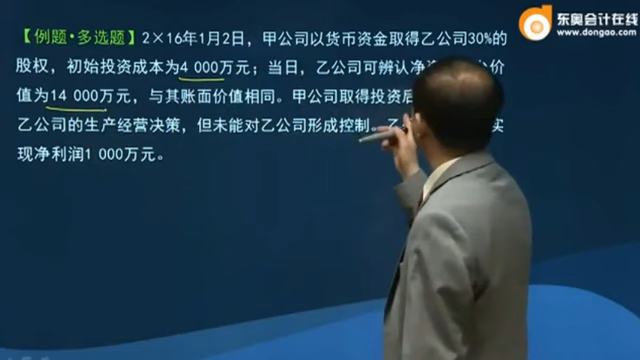 东奥会计在线
www.dongao.com
【例题·多选题】2×16年1月2日，甲公司以货币资金取得乙公司30%的
股权，初始投资成本为4 000万元；当日，乙公司可辨认净 价
值为14 000万元，与其账面价值相同。甲公司取得投资后
乙公司的生产经营决策，但未能对乙公司形成控制。乙 实
现净利润1 000万元。